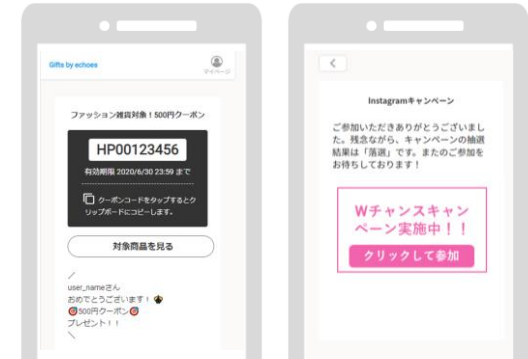 Gifts by echoes
マイページ
ファッション雑貨対象！500円クーポン
HP00123456
有効期限 2020/6/30 23:59 まで
クーポンコードをタップするとク
リップボードにコピーします。
対象商品を見る
／
user_nameさん
おめでとうございます！
🎯500円クーポン🎯
プレゼント！！
＼
Instagramキャンペーン
ご参加いただきありがとうございまし
た。残念ながら、キャンペーンの抽選
結果は「落選」です。またのご参加を
お待ちしております！
Wチャンスキャン
ペーン実施中！！
クリックして参加